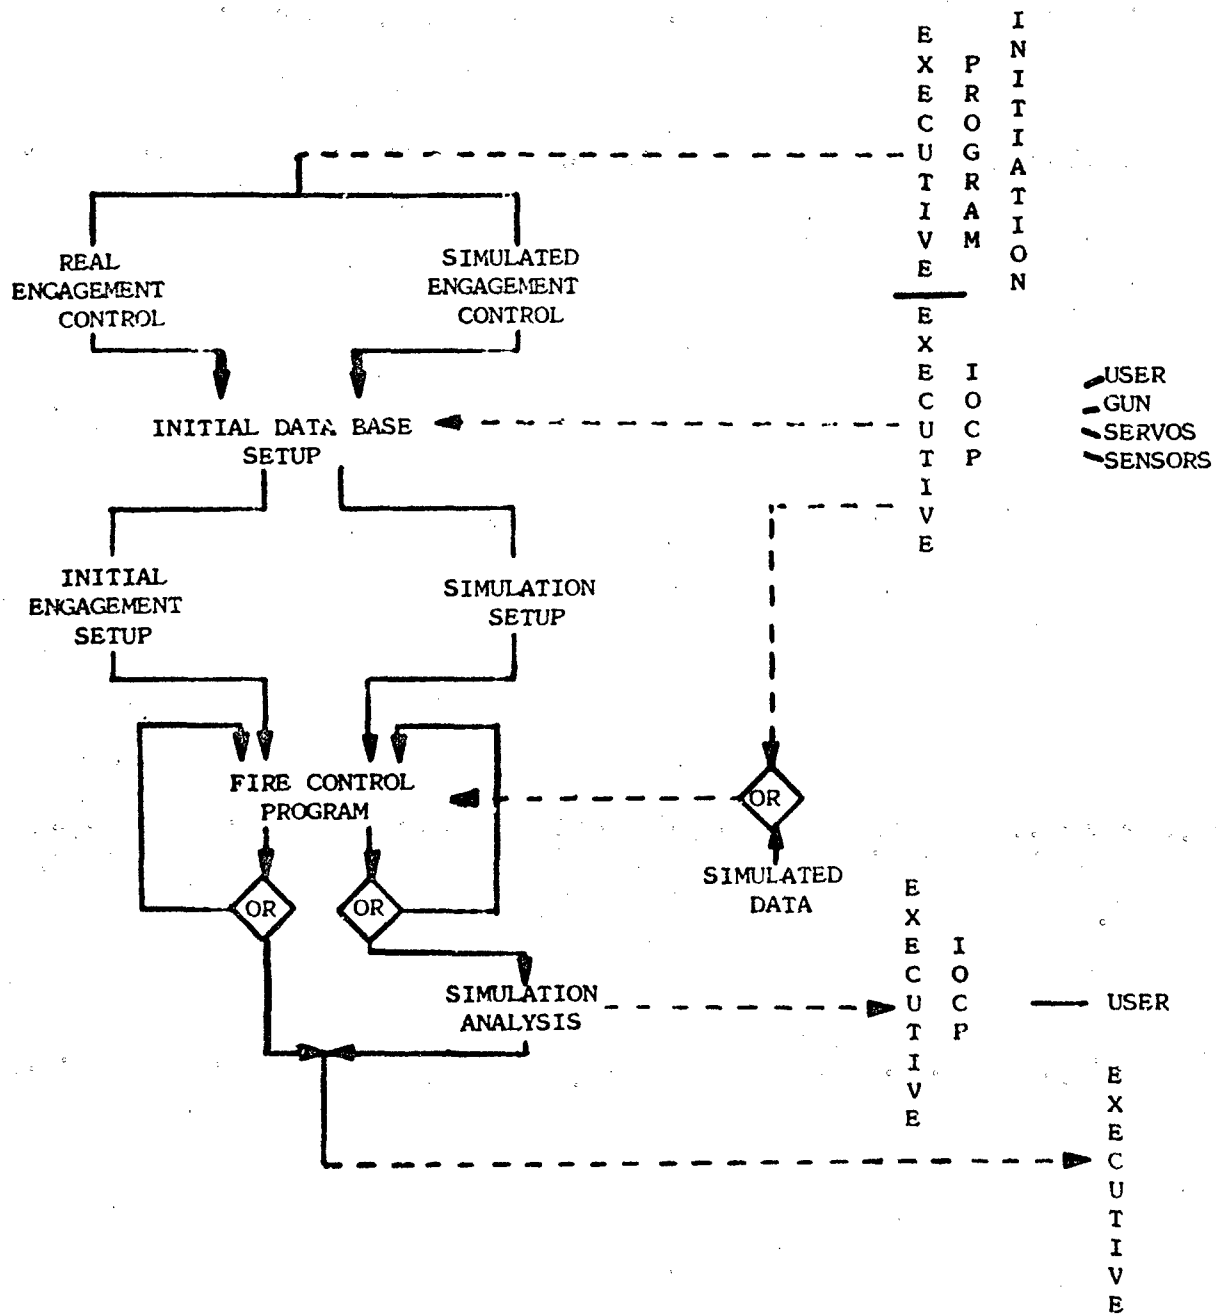 EXECUTIVE
PROGRAM
INITIATION
REAL
ENGAGEMENT
CONTROL
SIMULATED
ENGAGEMENT
CONTROL
EXECUTIVE
IOCP
USER
GUN
SERVOS
SENSORS
INITIAL DATA BASE
SETUP
INITIAL
ENGAGEMENT
SETUP
SIMULATION
SETUP
FIRE CONTROL
PROGRAM
OR
SIMULATED
DATA
OR
OR
SIMULATION
ANALYSIS
EXECUTIVE
IOCP
USER
EXECUTIVE